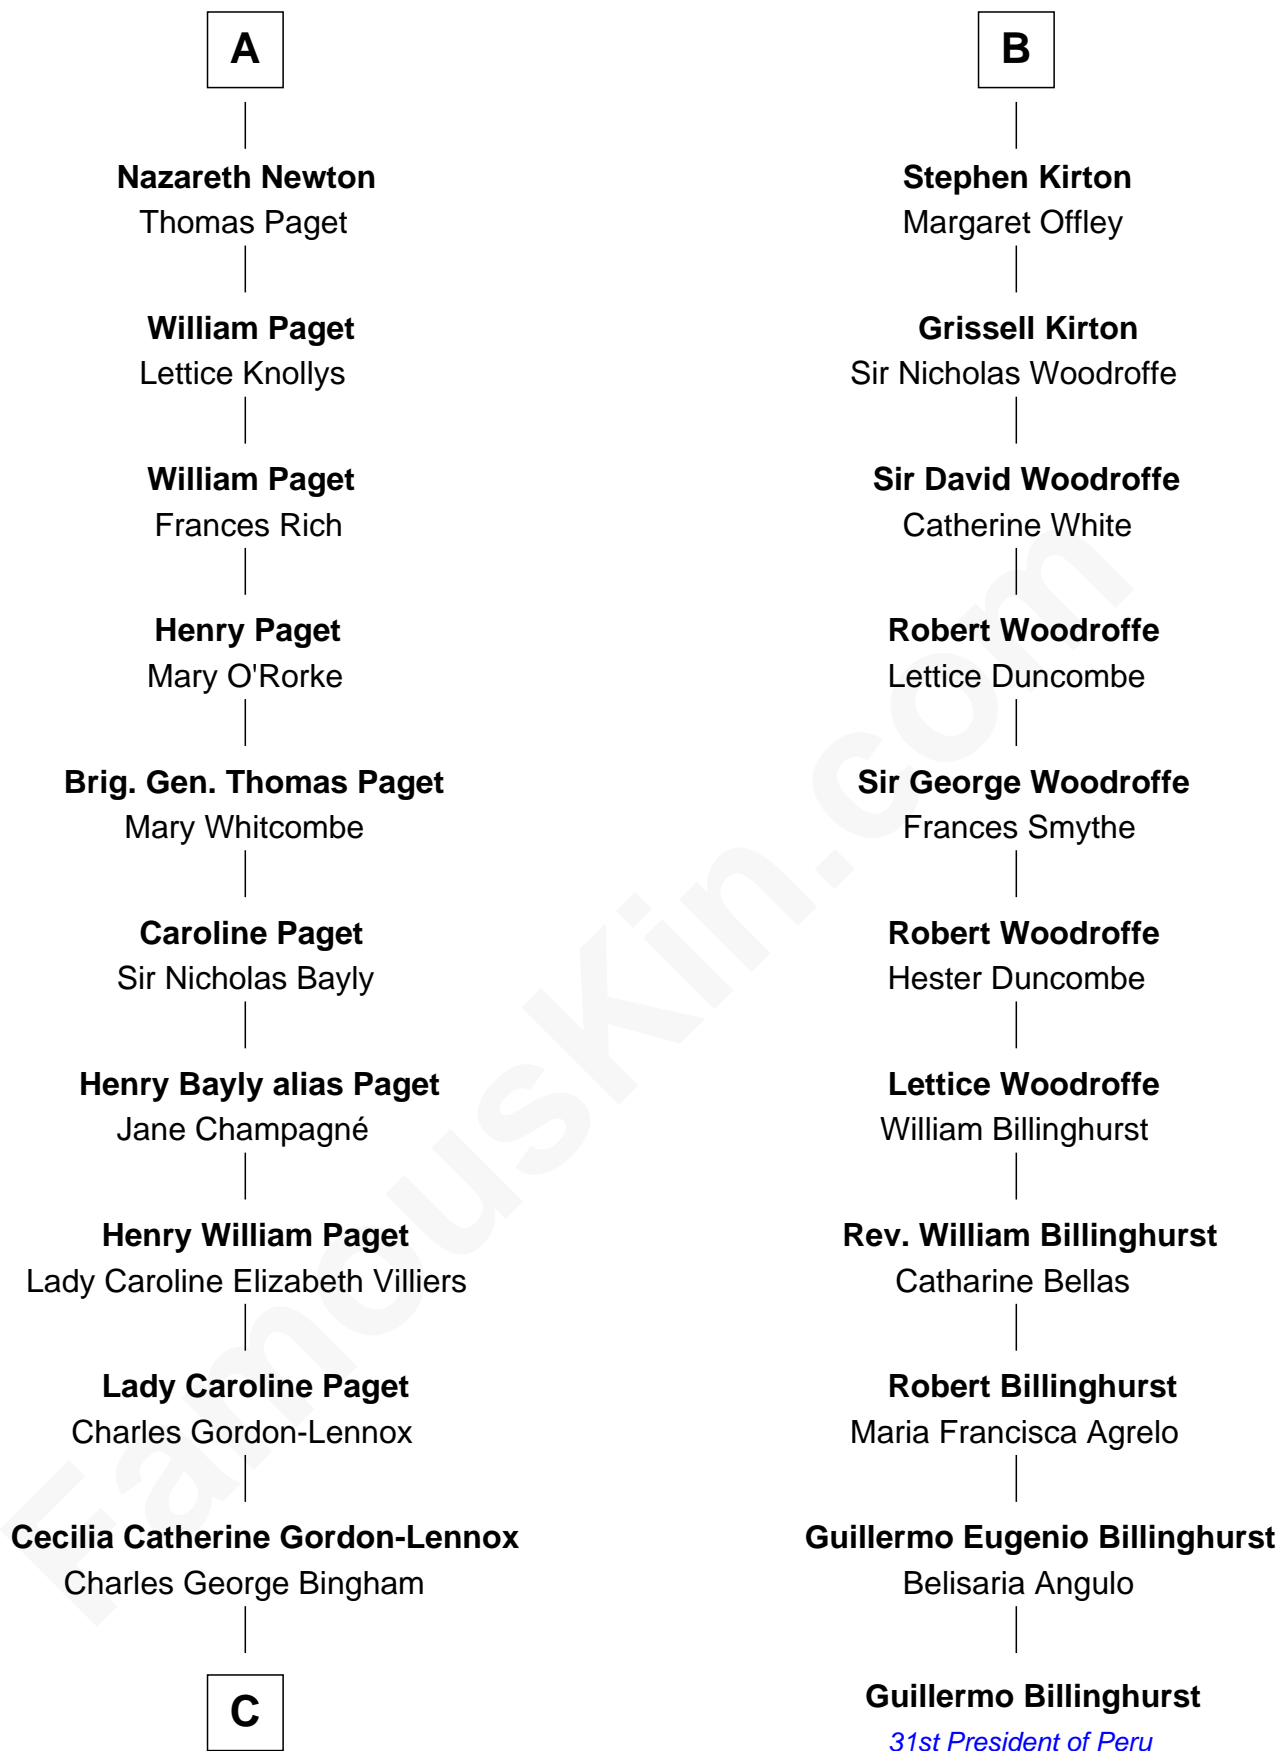 A
Nazareth Newton
Thomas Paget
William Paget
Lettice Knollys
William Paget
Frances Rich
Henry Paget
Mary O'Rorke
Brig. Gen. Thomas Paget
Mary Whitcombe
Caroline Paget
Sir Nicholas Bayly
Henry Bayly alias Paget
Jane Champagné
Henry William Paget
Lady Caroline Elizabeth Villiers
Lady Caroline Paget
Charles Gordon-Lennox
Cecilia Catherine Gordon-Lennox
Charles George Bingham
C
B
Stephen Kirton
Margaret Offley
Grissell Kirton
Sir Nicholas Woodroffe
Sir David Woodroffe
Catherine White
Robert Woodroffe
Lettice Duncombe
Sir George Woodroffe
Frances Smythe
Robert Woodroffe
Hester Duncombe
Lettice Woodroffe
William Billinghurst
Rev. William Billinghurst
Catharine Bellas
Robert Billinghurst
Maria Francisca Agrelo
Guillermo Eugenio Billinghurst
Belisaria Angulo
Guillermo Billinghurst
31st President of Peru
FamousKin.com